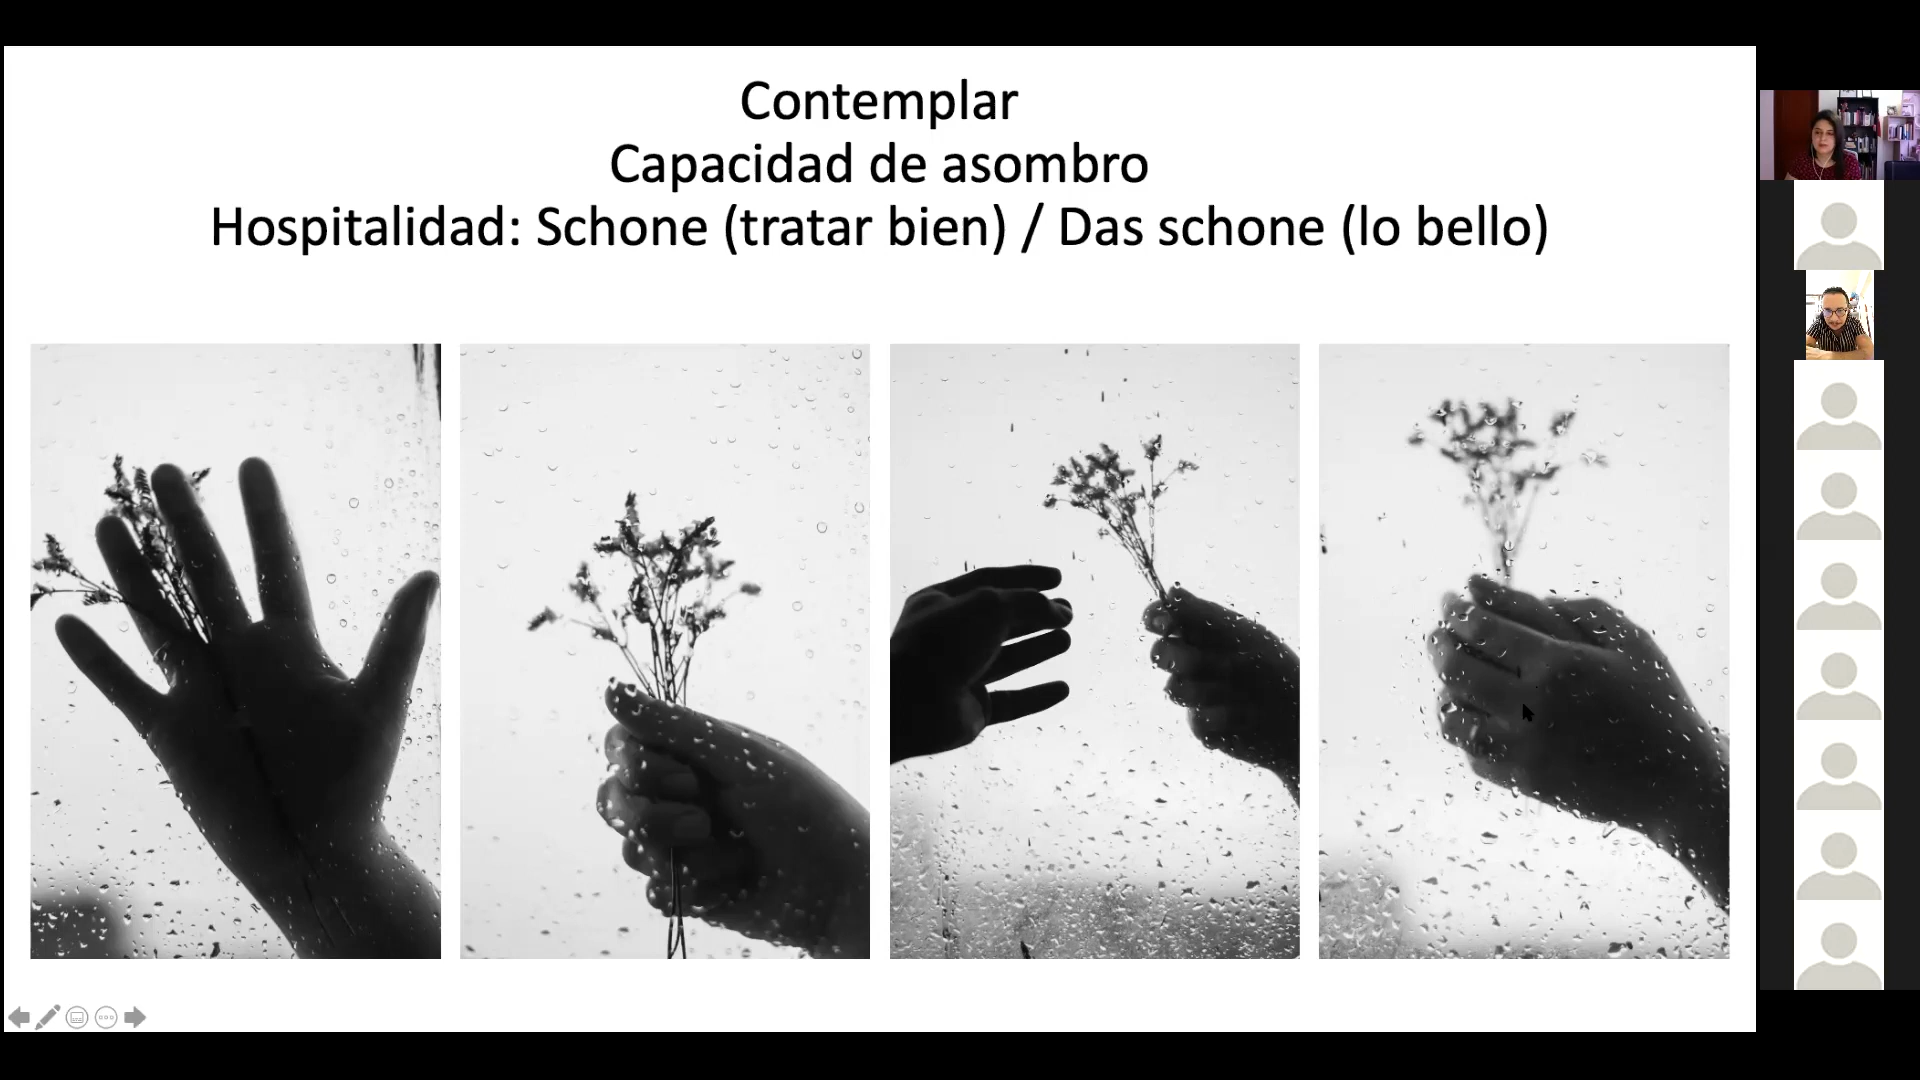 Contemplar
Capacidad de asombro
Hospitalidad: Schone (tratar bien) / Das schone (lo bello)